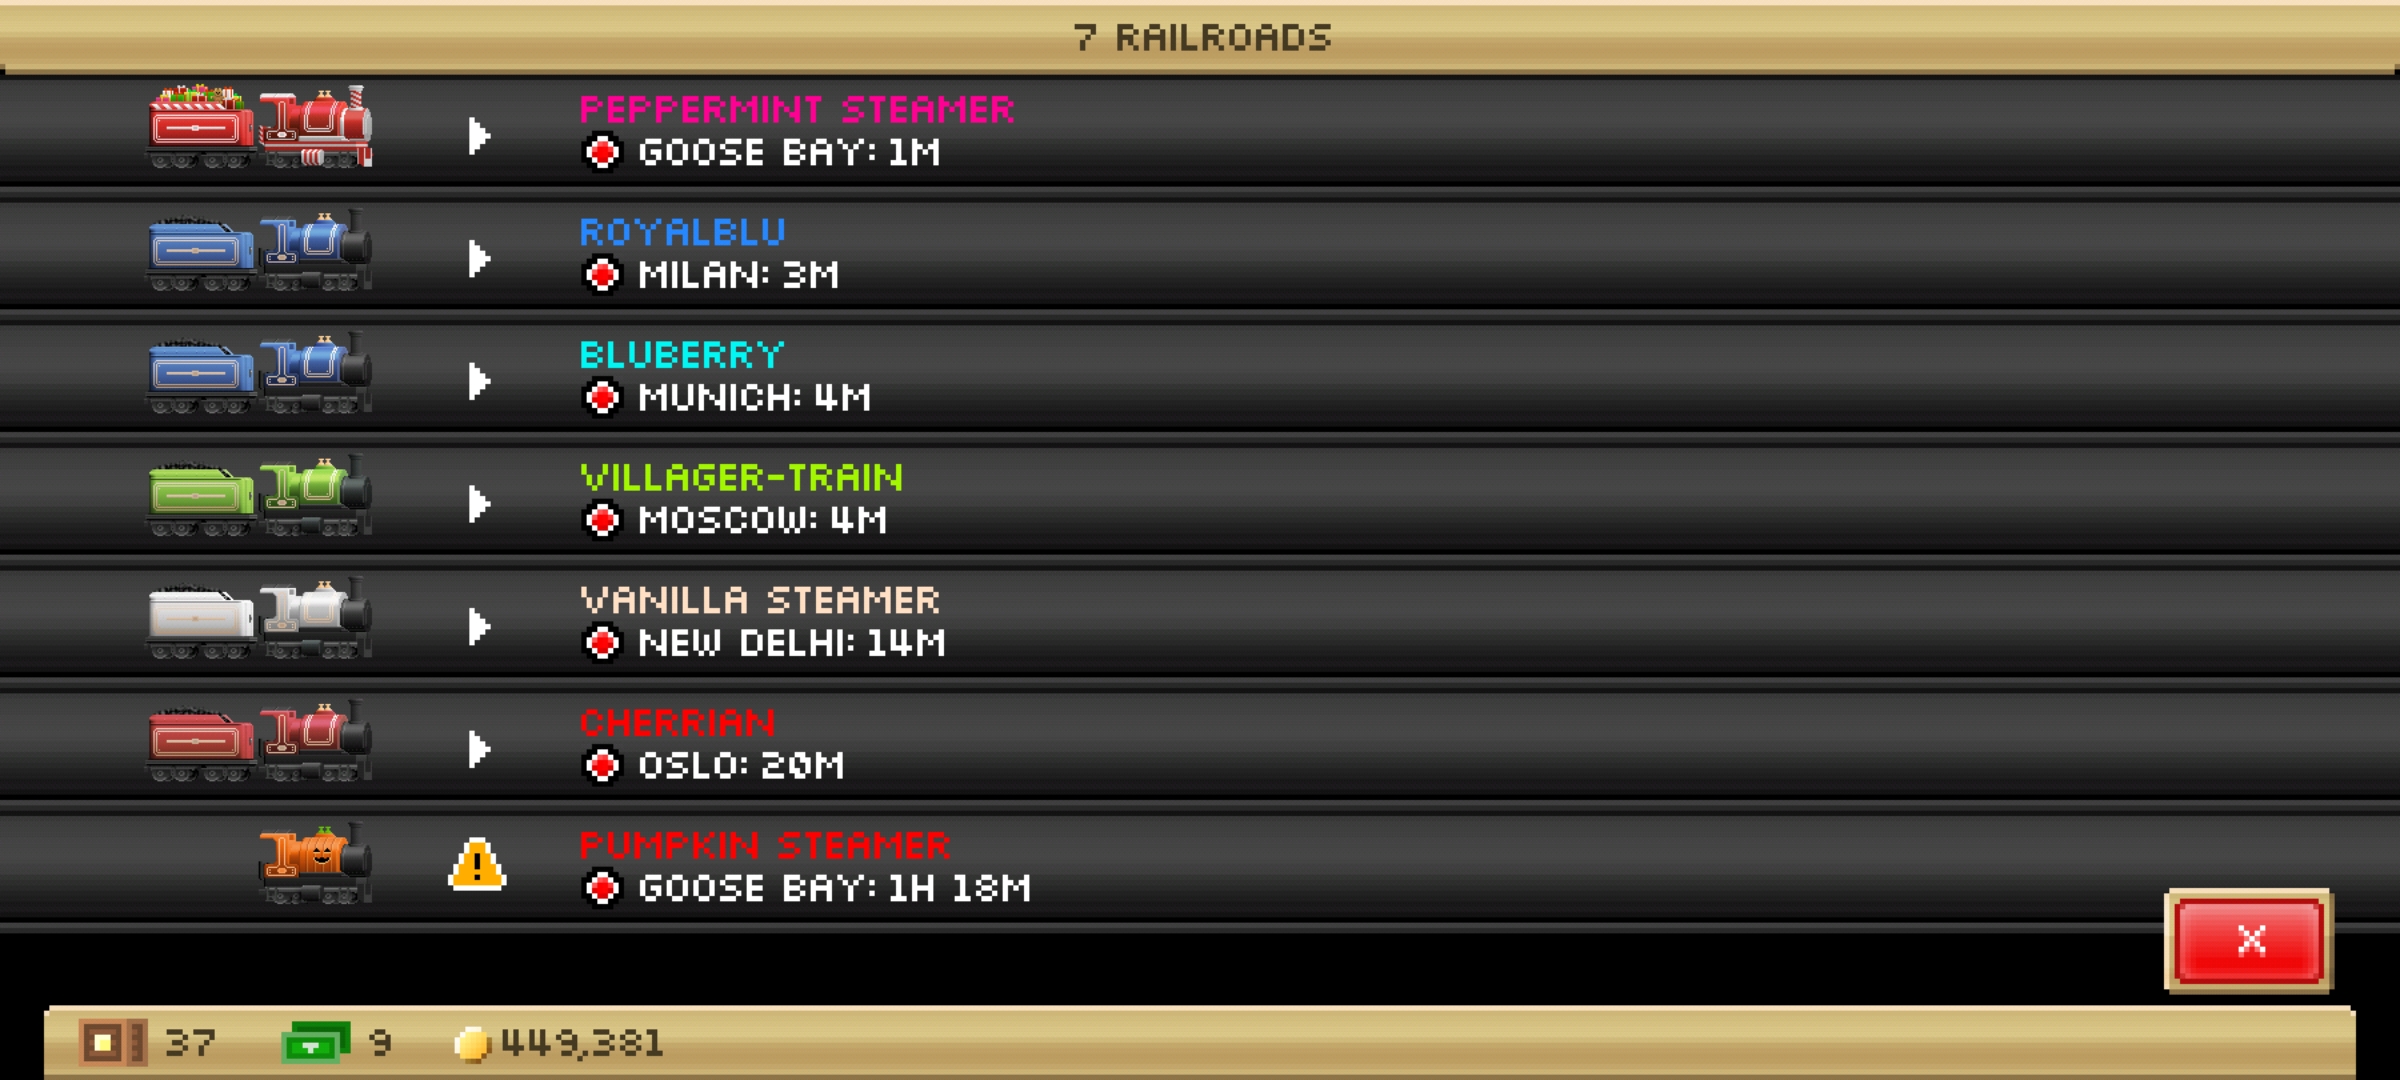 7 RAILROADS
PEPPERMINT STEAMER
GOOSE BAY: 1M
ROYALBLU
MILAN: 3M
BLUBERRY
MUNICH: 4M
VILLAGER-TRAIN
MOSCOW: 4M
VANILLA STEAMER
NEW DELHI: 14M
CHERRIAN
OSLO: 20M
PUMPKIN STEAMER
GOOSE BAY: 1H 18M
X
37 9 449,381